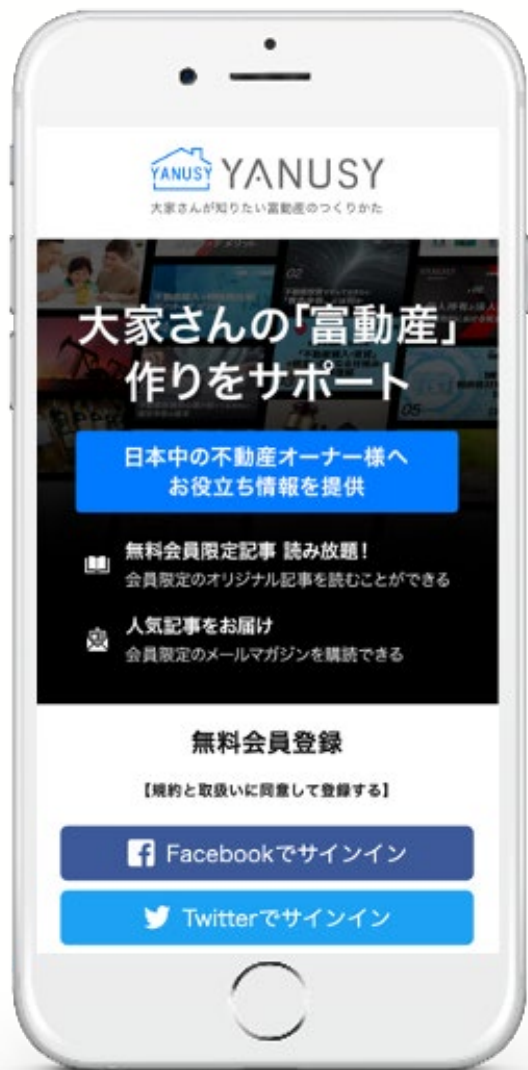 YANUSY YANUSY
大家さんが知りたい富動産のつくりかた
大家さんの「富動産」
作りをサポート
日本中の不動産オーナー様へ
お役立ち情報を提供
無料会員限定記事 読み放題！
会員限定のオリジナル記事を読むことができる
人気記事をお届け
会員限定のメールマガジンを購読できる
無料会員登録
【規約と取扱いに同意して登録する】
Facebookでサインイン
Twitterでサインイン